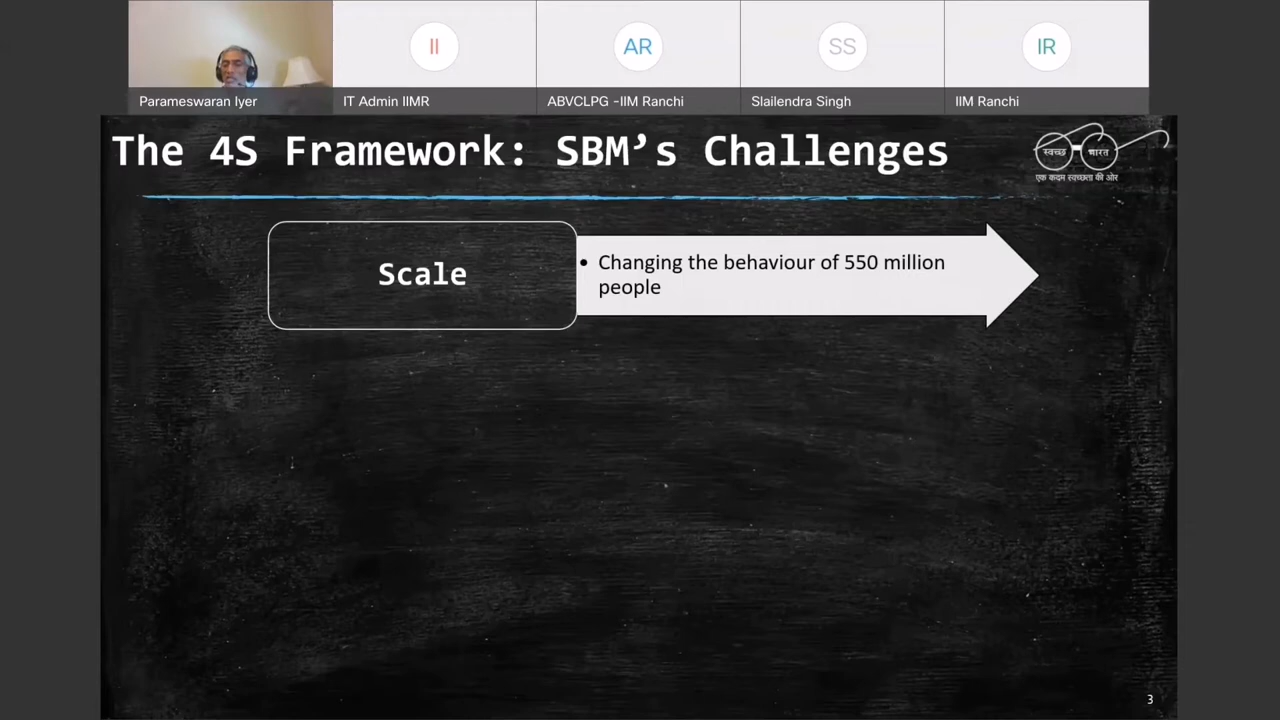 II
AR
SS
IR
Parameswaran Iyer
IT Admin IIMR
ABVCLPG -IIM Ranchi
Slailendra Singh
IIM Ranchi
The 4S Framework: SBM’s Challenges
स्वच्छ भारत
एक कदम स्वच्छता की ओर
Scale
• Changing the behaviour of 550 million
people
3